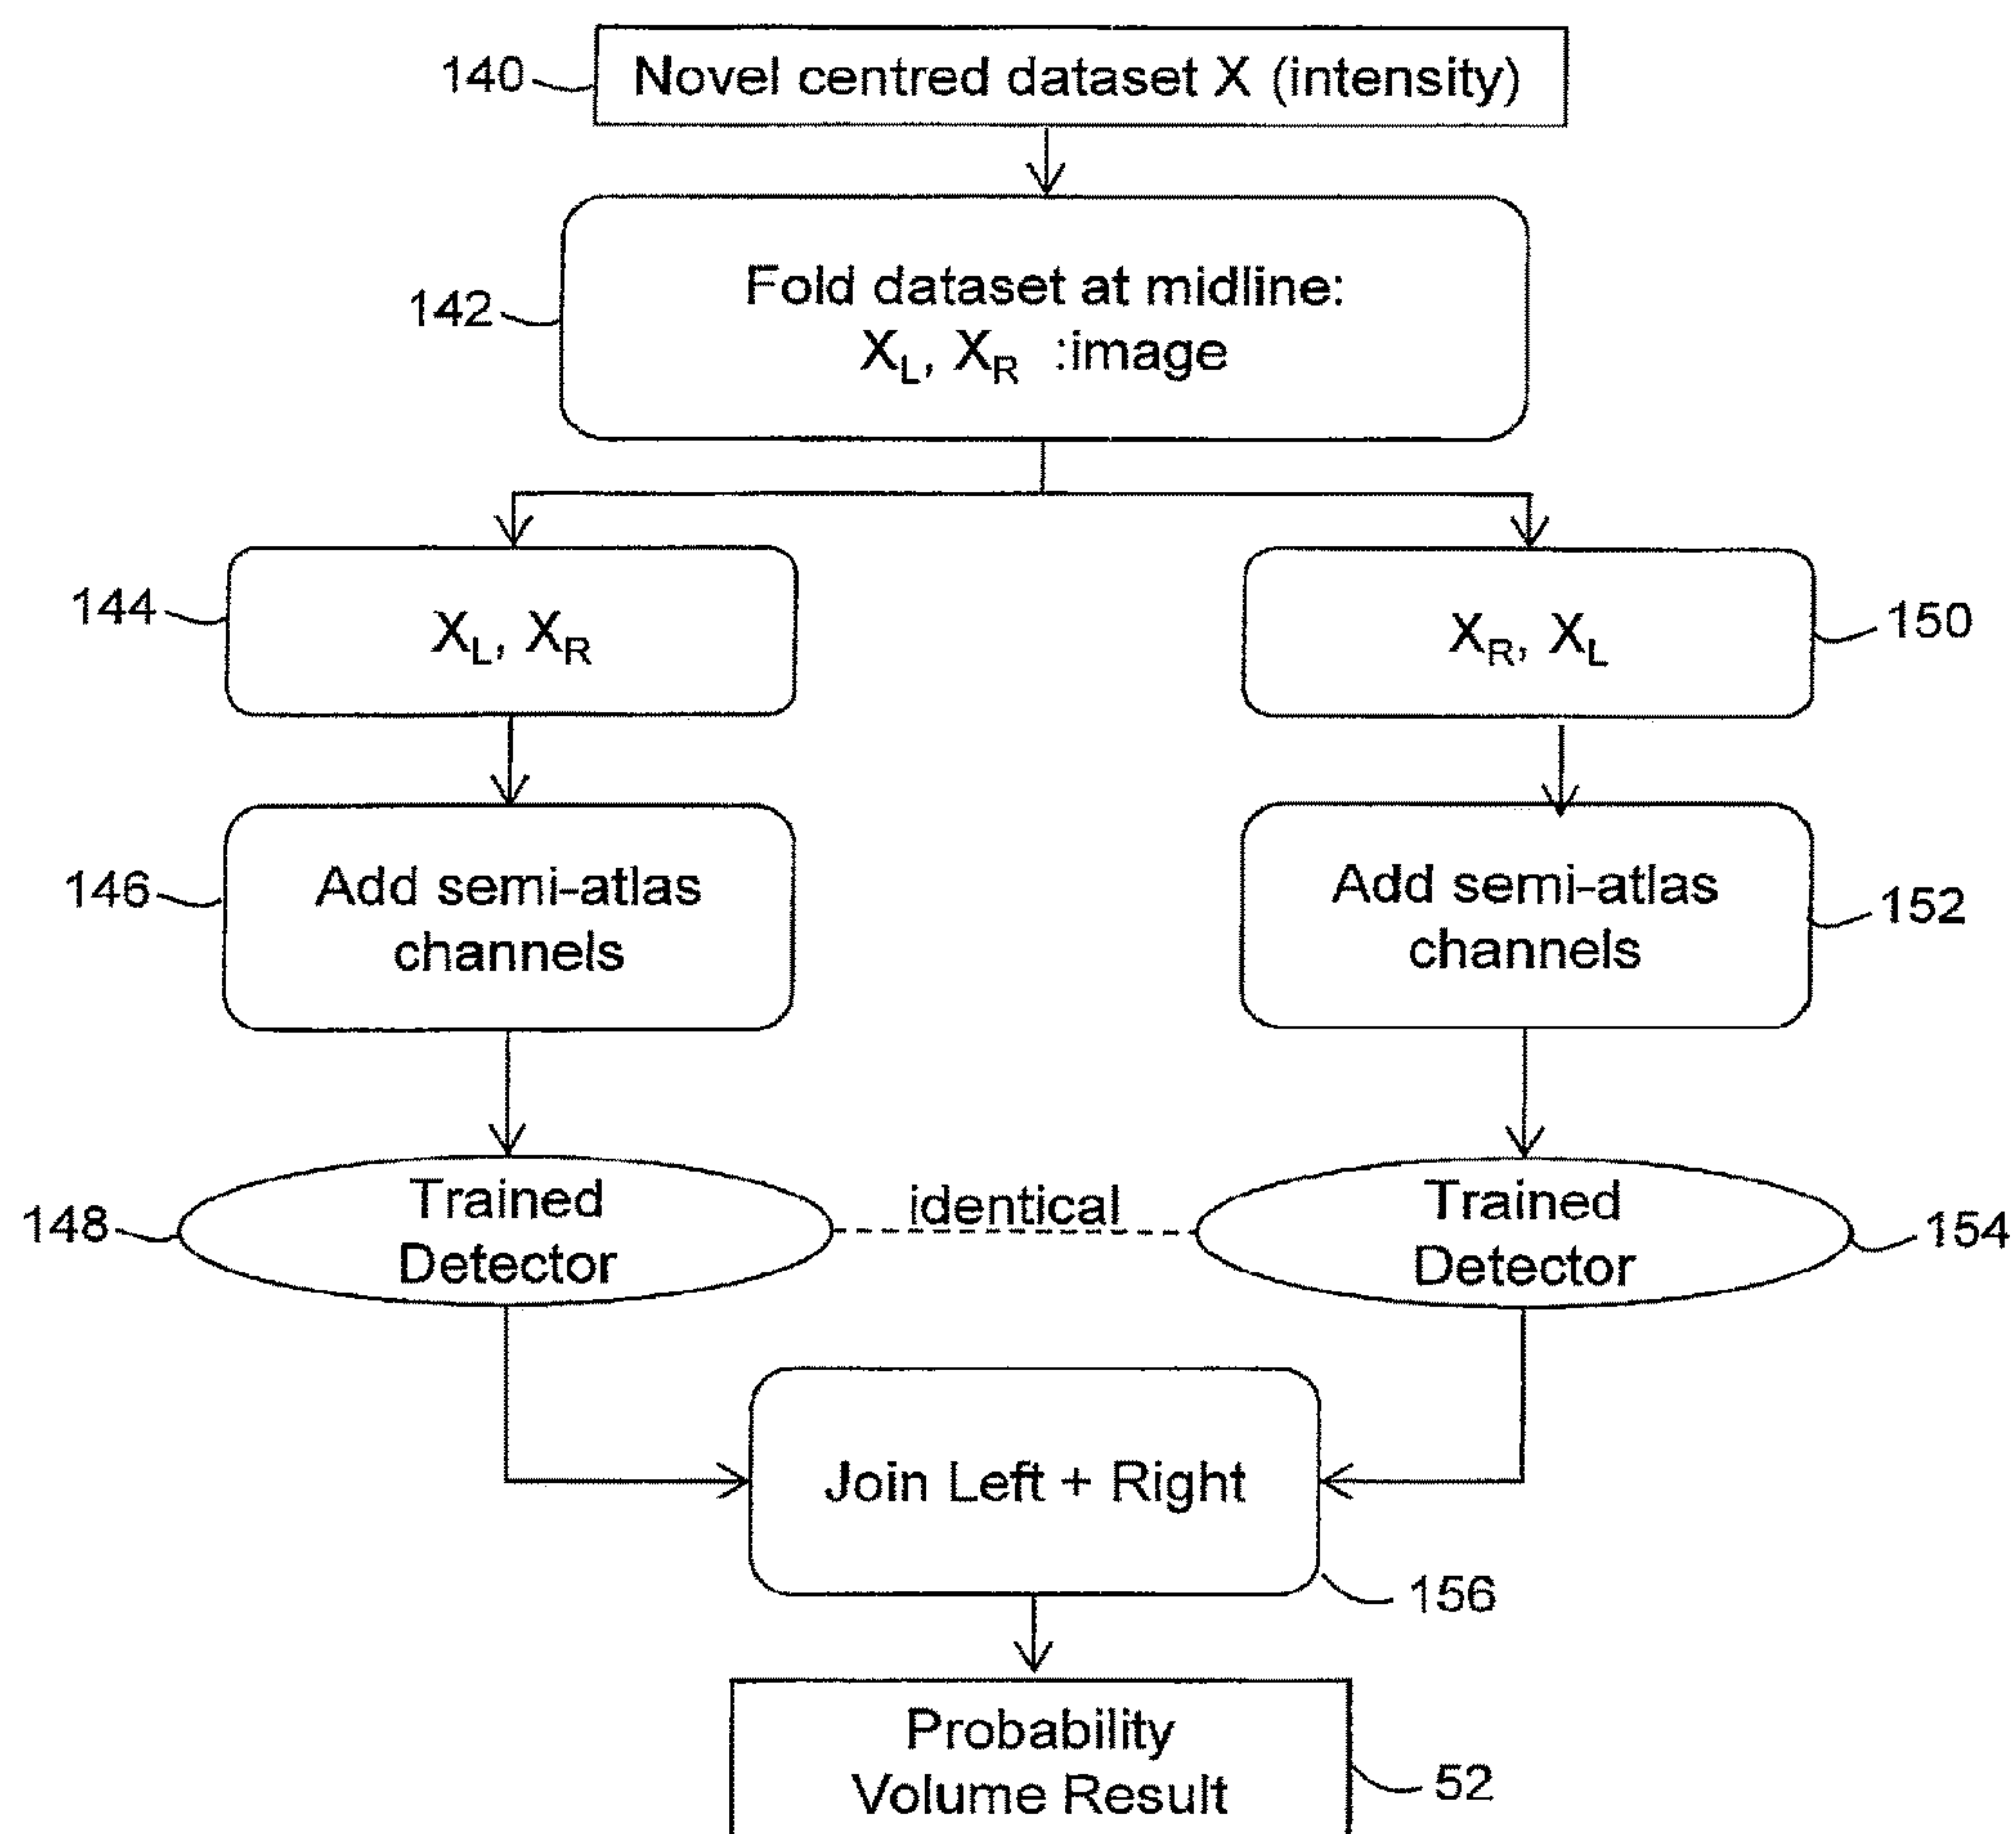 140
Novel centred dataset X (intensity)
142
Fold dataset at midline:
XL, XR :image
144
XL, XR
XR, XL
150
146
Add semi-atlas
channels
Add semi-atlas
channels
152
148
Trained
Detector
identical
Trained
Detector
154
Join Left + Right
156
Probability
Volume Result
52